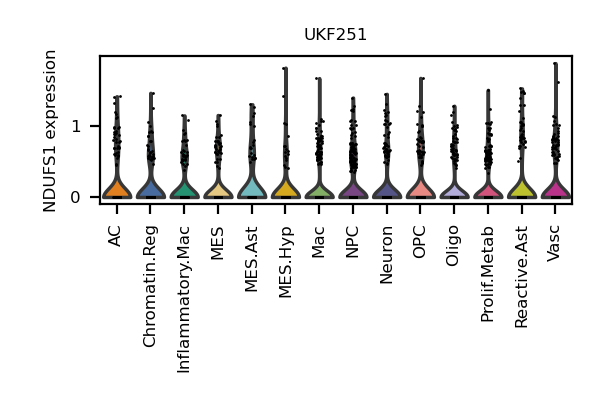 UKF251
NDUFS1 expression
1
0
AC
Chromatin.Reg
Inflammatory.Mac
MES
MES.Ast
MES.Hyp
Mac
NPC
Neuron
OPC
Oligo
Prolif.Metab
Reactive.Ast
Vasc